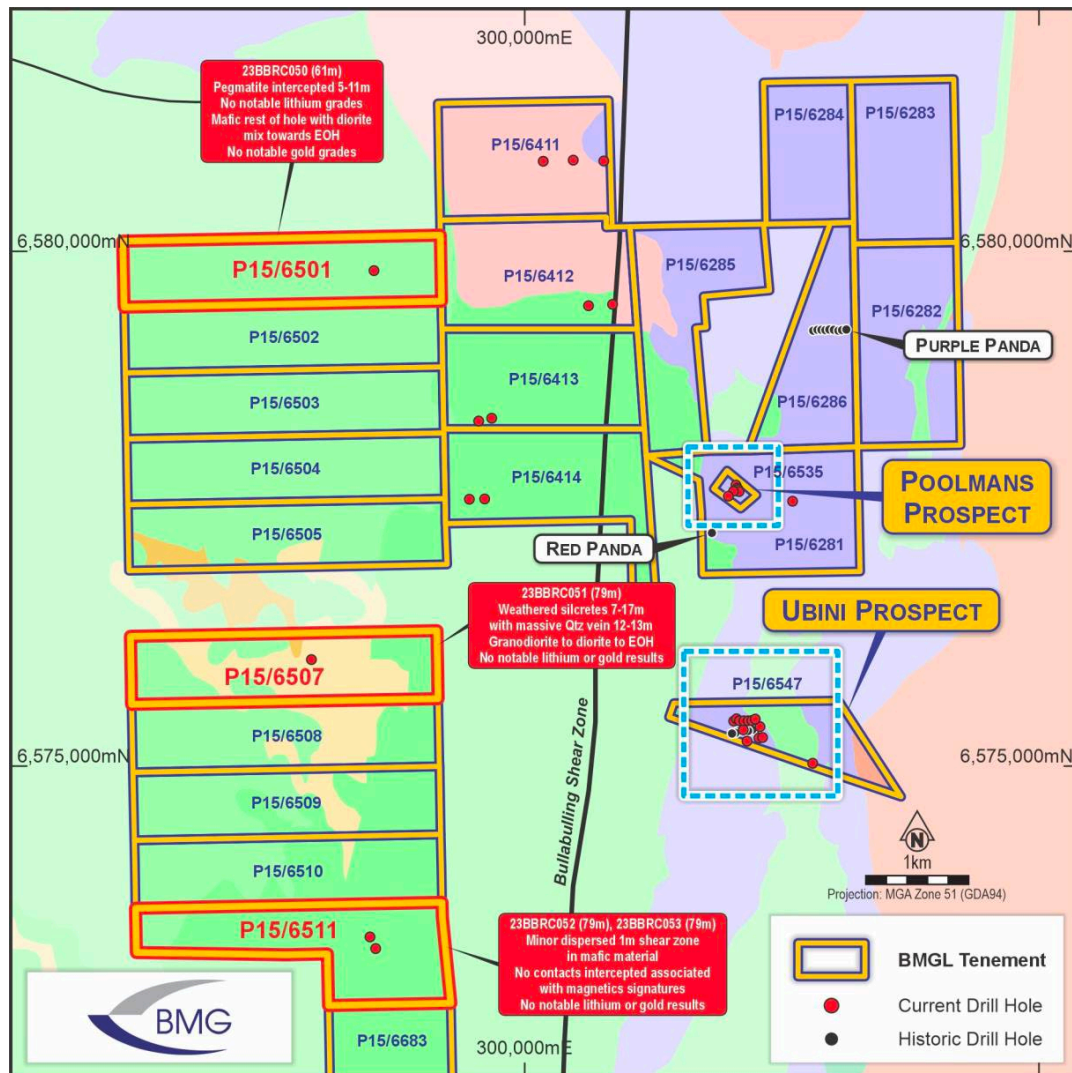 300,000mE
23BBRC050 (61m)
Pegmatite intercepted 5-11m
No notable lithium grades
Mafic rest of hole with diorite
mix towards EOH
No notable gold grades
P15/6411
P15/6284
P15/6283
6,580,000mN
6,580,000mN
P15/6501
P15/6412
P15/6285
P15/6502
P15/6282
PURPLE PANDA
P15/6503
P15/6413
P15/6286
P15/6504
P15/6414
P15/6535
POOLMANS
PROSPECT
P15/6505
RED PANDA
P15/6281
23BBRC051 (79m)
Weathered silcretes 7-17m
with massive Qtz vein 12-13m
Granodiorite to diorite to EOH
No notable lithium or gold results
UBINI PROSPECT
P15/6507
P15/6547
P15/6508
6,575,000mN
6,575,000mN
P15/6509
Bullabulling Shear Zone
P15/6510
N
1km
Projection: MGA Zone 51 (GDA94)
P15/6511
23BBRC052 (79m), 23BBRC053 (79m)
Minor dispersed 1m shear zone
in mafic material
No contacts intercepted associated
with magnetics signatures
No notable lithium or gold results
BMGL Tenement
Current Drill Hole
Historic Drill Hole
BMG
P15/6683
300,000mE